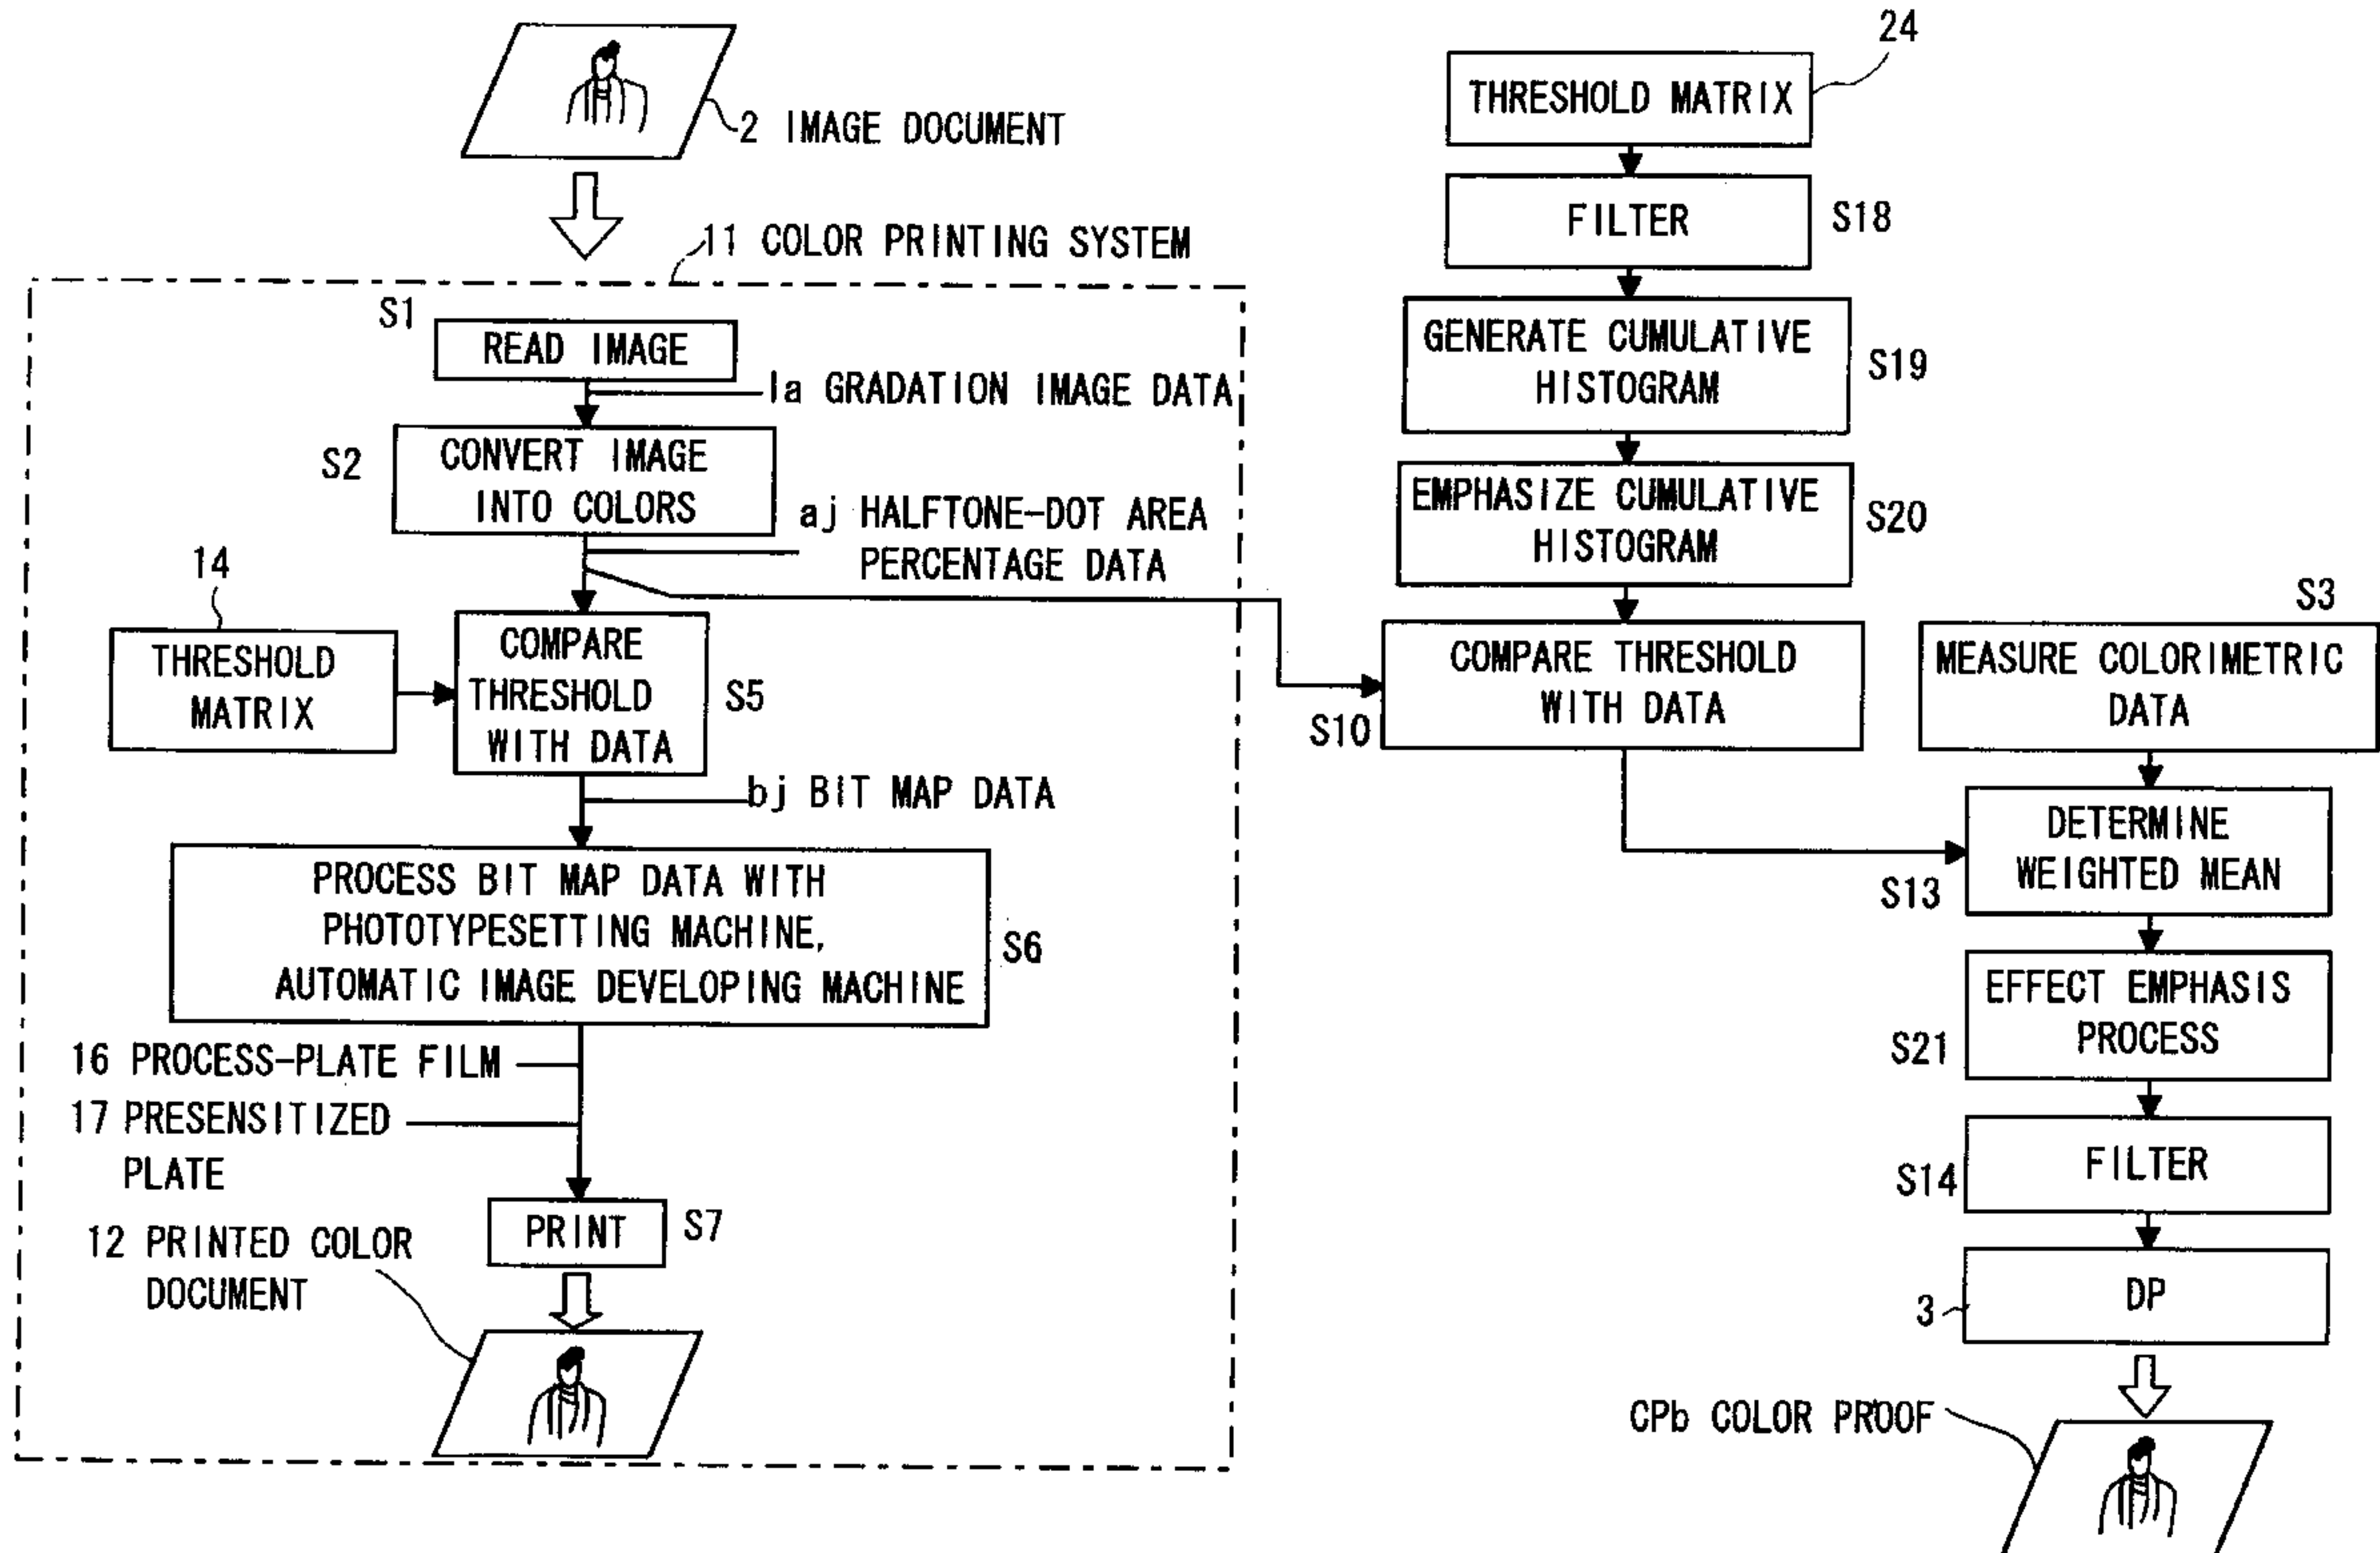 2 IMAGE DOCUMENT
11 COLOR PRINTING SYSTEM
S1
READ IMAGE
Ia GRADATION IMAGE DATA
S2
CONVERT IMAGE
INTO COLORS
aj HALFTONE-DOT AREA
PERCENTAGE DATA
14
THRESHOLD
MATRIX
COMPARE
THRESHOLD
WITH DATA
S5
bj BIT MAP DATA
PROCESS BIT MAP DATA WITH
PHOTOTYPESETTING MACHINE,
AUTOMATIC IMAGE DEVELOPING MACHINE
S6
16 PROCESS-PLATE FILM
17 PRESENSITIZED
PLATE
PRINT
S7
12 PRINTED COLOR
DOCUMENT
24
THRESHOLD MATRIX
FILTER
S18
GENERATE CUMULATIVE
HISTOGRAM
S19
EMPHASIZE CUMULATIVE
HISTOGRAM
S20
COMPARE THRESHOLD
WITH DATA
S10
S3
MEASURE COLORIMETRIC
DATA
DETERMINE
WEIGHTED MEAN
S13
EFFECT EMPHASIS
PROCESS
S21
FILTER
S14
DP
3
CPb COLOR PROOF